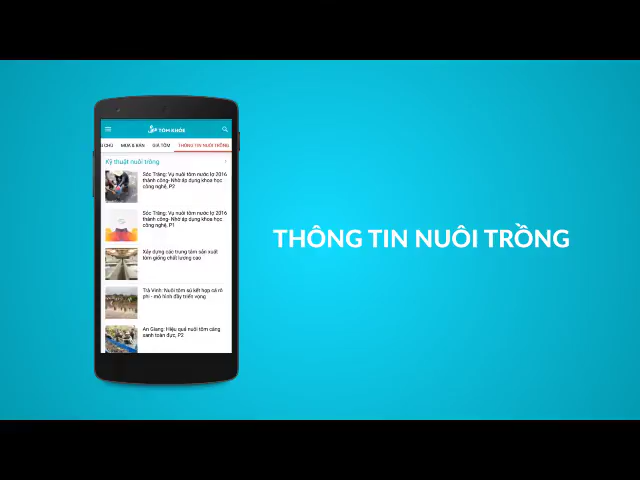 TÔM KHỎE
MUA & BÁN GIÁ TÔM THÔNG TIN NUÔI TRỒNG
Kỹ thuật nuôi trồng
Sóc Trăng: Vụ nuôi tôm nước lợ 2016
thành công- Nhờ áp dụng khoa học
công nghệ, P2
Sóc Trăng: Vụ nuôi tôm nước lợ 2016
thành công- Nhờ áp dụng khoa học
công nghệ, P1
Xây dựng các trung tâm sản xuất
tôm giống chất lượng cao
Trà Vinh: Nuôi tôm sú kết hợp cá rô
phi - mô hình đầy triển vọng
An Giang: Hiệu quả nuôi tôm càng
xanh toàn đực, P2
THÔNG TIN NUÔI TRỒNG